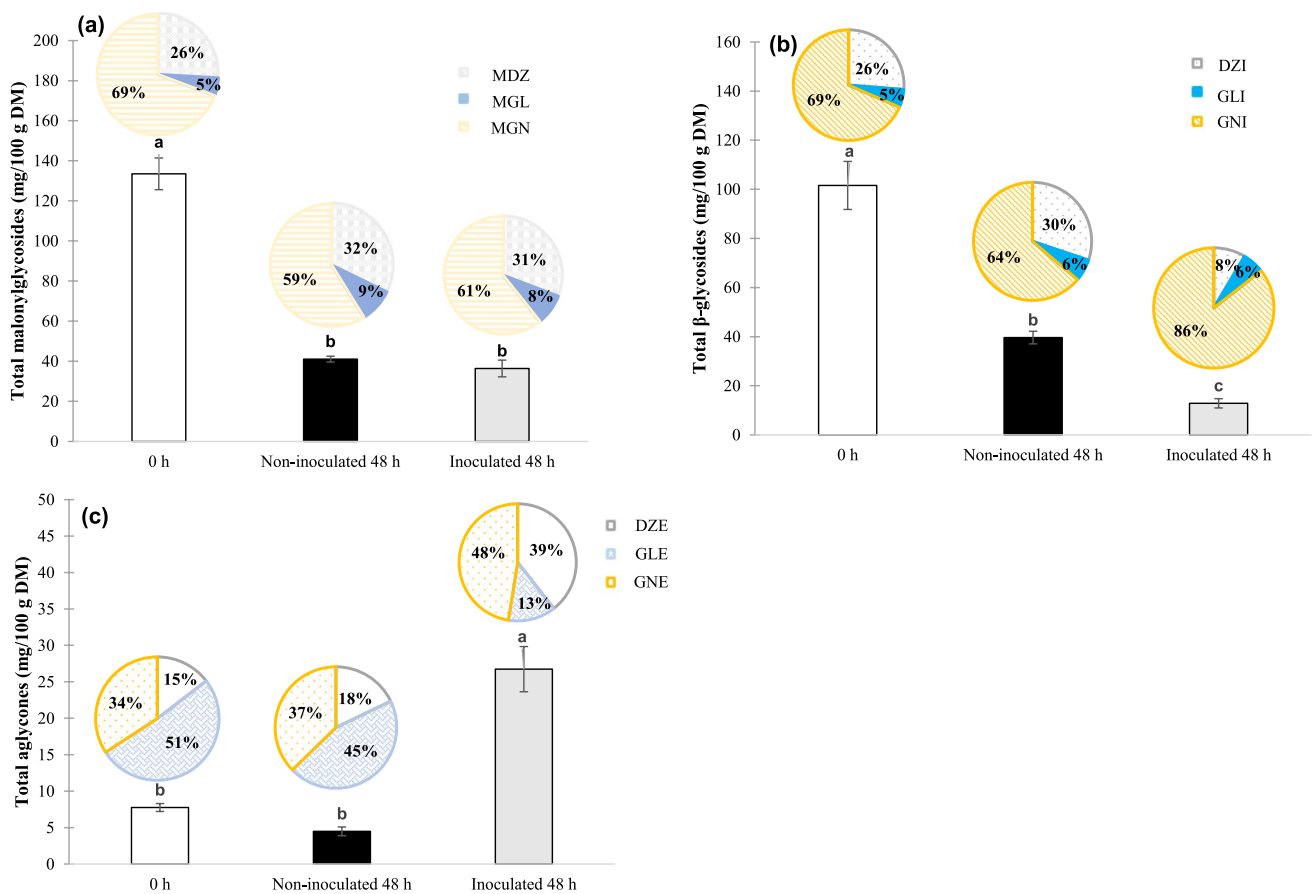 (a)
Total malonylglycosides (mg/100 g DM)
200
180
160
140
120
100
80
60
40
20
0
26%
5%
69%
a
32%
9%
59%
b
31%
8%
61%
b
MDZ
MGL
MGN
0 h
Non-inoculated 48 h
Inoculated 48 h
(b)
Total β-glycosides (mg/100 g DM)
160
140
120
100
80
60
40
20
0
26%
5%
69%
a
30%
6%
64%
b
8%
6%
86%
c
DZI
GLI
GNI
0 h
Non-inoculated 48 h
Inoculated 48 h
(c)
Total aglycones (mg/100 g DM)
50
45
40
35
30
25
20
15
10
5
0
15%
51%
34%
b
18%
45%
37%
b
39%
13%
48%
a
DZE
GLE
GNE
0 h
Non-inoculated 48 h
Inoculated 48 h